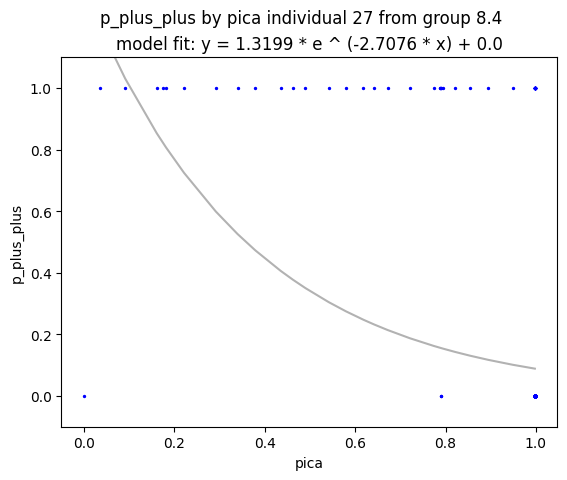 p_plus_plus by pica individual 27 from group 8.4
model fit: y = 1.3199 * e ^ (-2.7076 * x) + 0.0
1.0
0.8
0.6
0.4
0.2
0.0
p_plus_plus
0.0 0.2 0.4 0.6 0.8 1.0
pica